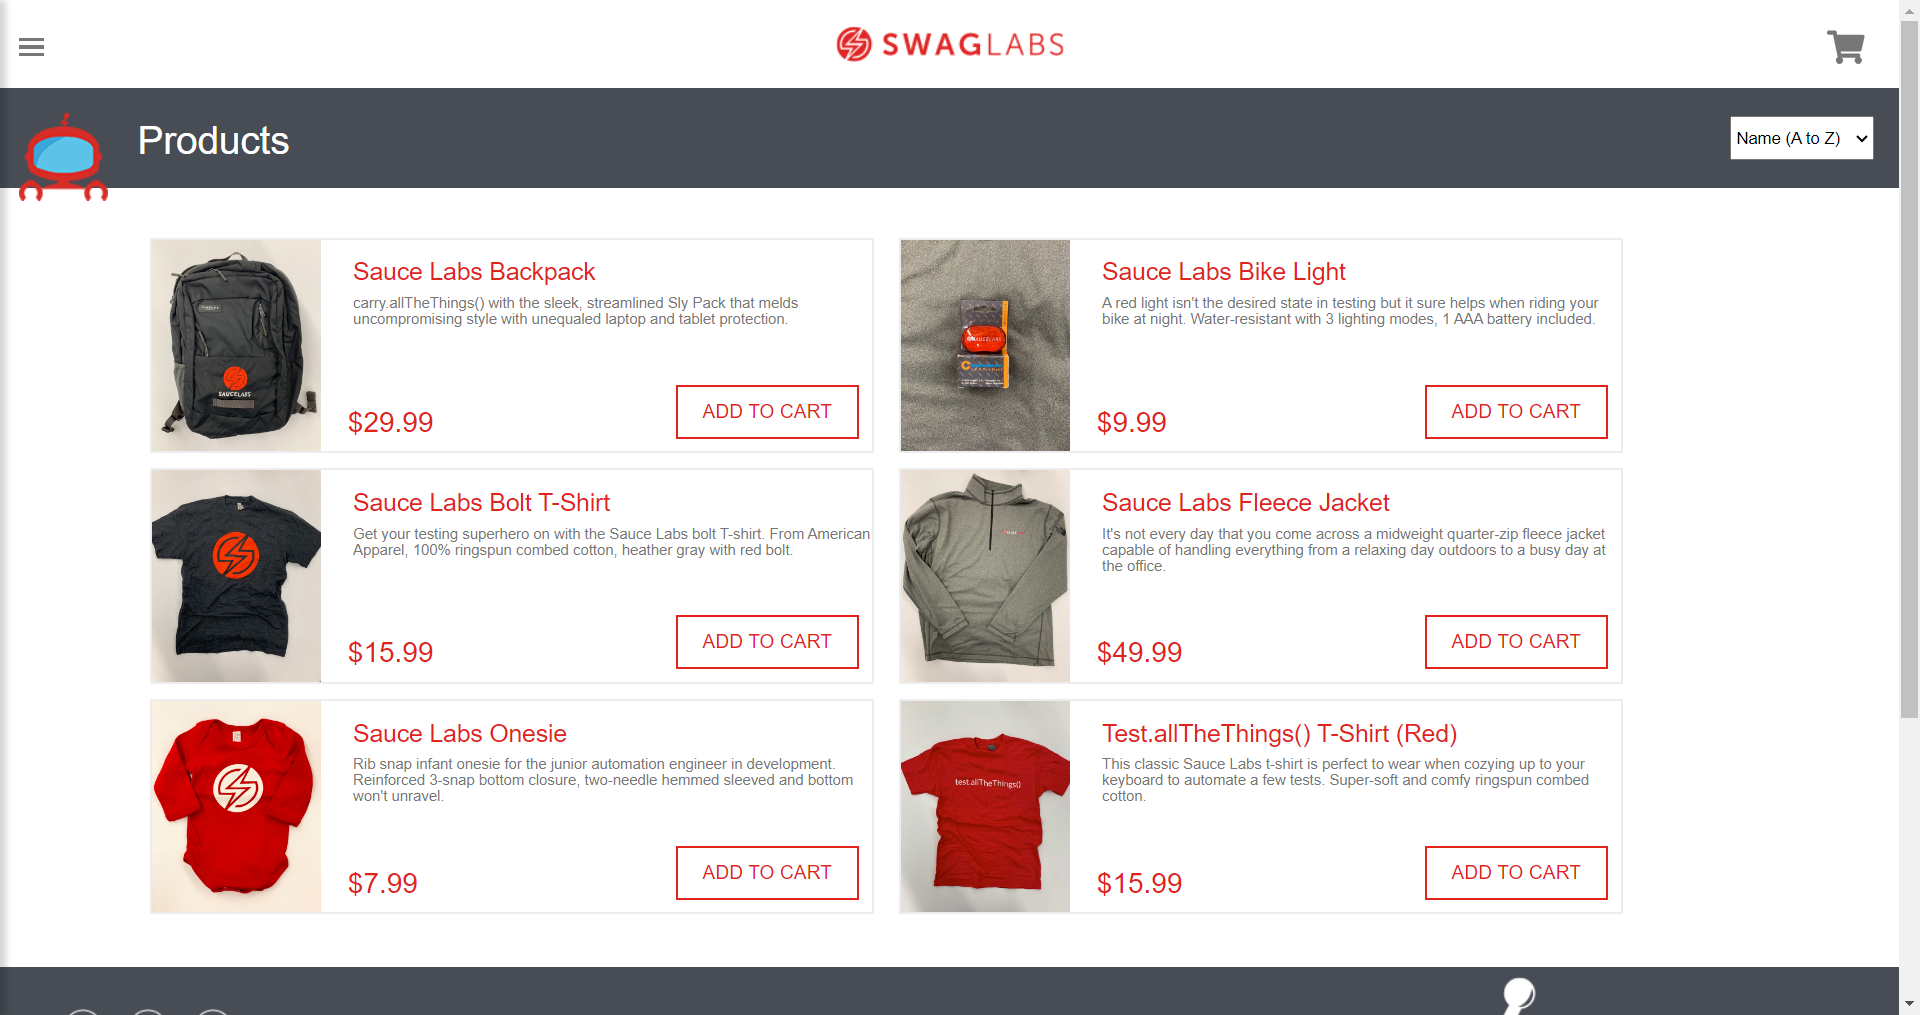 SWAGLABS
Products
Name (A to Z)
Sauce Labs Backpack
carry.allTheThings() with the sleek, streamlined Sly Pack that melds
uncompromising style with unequaled laptop and tablet protection.
$29.99
ADD TO CART
SAUCELABS
Sauce Labs Bike Light
A red light isn't the desired state in testing but it sure helps when riding your
bike at night. Water-resistant with 3 lighting modes, 1 AAA battery included.
$9.99
ADD TO CART
Sauce Labs Bolt T-Shirt
Get your testing superhero on with the Sauce Labs bolt T-shirt. From American
Apparel, 100% ringspun combed cotton, heather gray with red bolt.
$15.99
ADD TO CART
Sauce Labs Fleece Jacket
It's not every day that you come across a midweight quarter-zip fleece jacket
capable of handling everything from a relaxing day outdoors to a busy day at
the office.
$49.99
ADD TO CART
Sauce Labs Onesie
Rib snap infant onesie for the junior automation engineer in development.
Reinforced 3-snap bottom closure, two-needle hemmed sleeved and bottom
won't unravel.
$7.99
ADD TO CART
test.allTheThings()
Test.allTheThings() T-Shirt (Red)
This classic Sauce Labs t-shirt is perfect to wear when cozying up to your
keyboard to automate a few tests. Super-soft and comfy ringspun combed
cotton.
$15.99
ADD TO CART